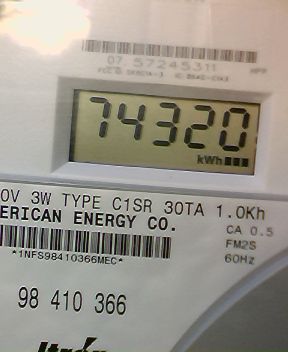 07 57245311
74320
kWh
0V 3W TYPE C1SR 30TA 1.0Kh
ERICAN ENERGY CO.
CA 0.5
FM2S
*1NFS98410366MEC*
60Hz
98 410 366
Itron